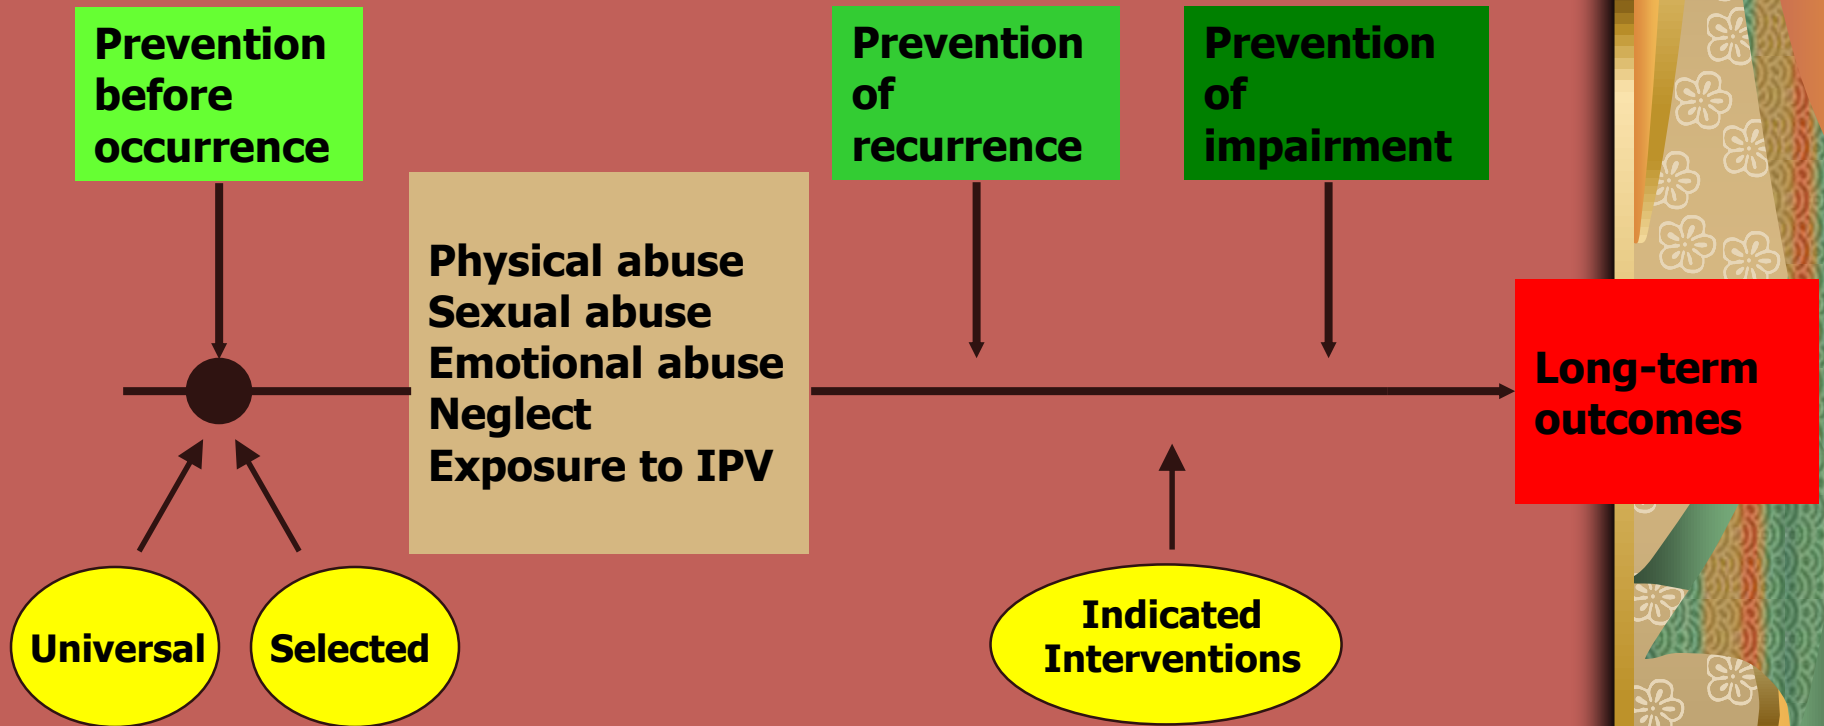 Prevention
before
occurrence
Prevention
of
recurrence
Prevention
of
impairment
Physical abuse
Sexual abuse
Emotional abuse
Neglect
Exposure to IPV
Long-term
outcomes
Universal
Selected
Indicated
Interventions